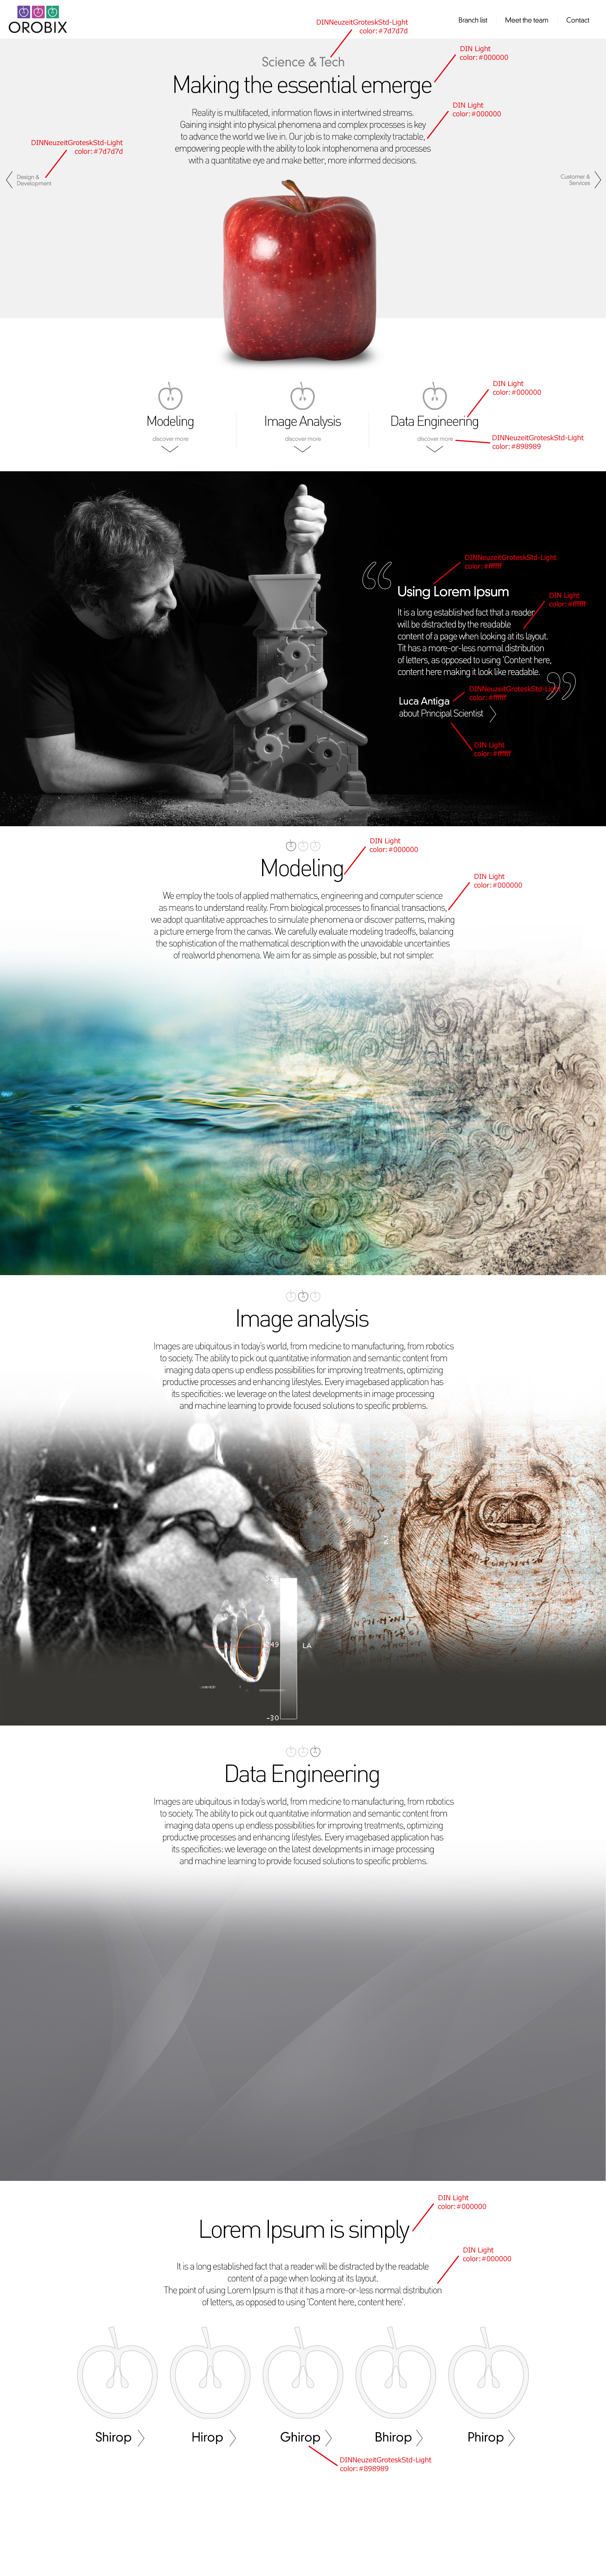 OROBIX
DINNeuzeitGroteskStd-Light
color: #7d7d7d
Branch list
Meet the team
Contact
Science & Tech
DIN Light
color: #000000
Making the essential emerge
DIN Light
color: #000000
Reality is multifaceted, information flows in intertwined streams.
Gaining insight into physical phenomena and complex processes is key
to advance the world we live in. Our job is to make complexity tractable,
empowering people with the ability to look intophenomena and processes
with a quantitative eye and make better, more informed decisions.
DINNeuzeitGroteskStd-Light
color: #7d7d7d
Design &
Development
Customer &
Services
DIN Light
color: #000000
Modeling
Image Analysis
Data Engineering
discover more
discover more
discover more
DINNeuzeitGroteskStd-Light
color: #898989
DINNeuzeitGroteskStd-Light
color: #ffffff
“
Using Lorem Ipsum
DIN Light
color: #ffffff
It is a long established fact that a reader
will be distracted by the readable
content of a page when looking at its layout.
Tit has a more-or-less normal distribution
of letters, as opposed to using 'Content here,
content here making it look like readable.
”
DINNeuzeitGroteskStd-Light
color: #ffffff
Luca Antiga
about Principal Scientist
DIN Light
color: #ffffff
DIN Light
color: #000000
Modeling
DIN Light
color: #000000
We employ the tools of applied mathematics, engineering and computer science
as means to understand reality. From biological processes to financial transactions,
we adopt quantitative approaches to simulate phenomena or discover patterns, making
a picture emerge from the canvas. We carefully evaluate modeling tradeoffs, balancing
the sophistication of the mathematical description with the unavoidable uncertainties
of realworld phenomena. We aim for as simple as possible, but not simpler.
Image analysis
Images are ubiquitous in today's world, from medicine to manufacturing, from robotics
to society. The ability to pick out quantitative information and semantic content from
imaging data opens up endless possibilities for improving treatments, optimizing
productive processes and enhancing lifestyles. Every imagebased application has
its specificities: we leverage on the latest developments in image processing
and machine learning to provide focused solutions to specific problems.
LA
-30
Data Engineering
Images are ubiquitous in today's world, from medicine to manufacturing, from robotics
to society. The ability to pick out quantitative information and semantic content from
imaging data opens up endless possibilities for improving treatments, optimizing
productive processes and enhancing lifestyles. Every imagebased application has
its specificities: we leverage on the latest developments in image processing
and machine learning to provide focused solutions to specific problems.
DIN Light
color: #000000
Lorem Ipsum is simply
DIN Light
color: #000000
It is a long established fact that a reader will be distracted by the readable
content of a page when looking at its layout.
The point of using Lorem Ipsum is that it has a more-or-less normal distribution
of letters, as opposed to using 'Content here, content here'.
Shirop
Hirop
Ghirop
Bhirop
Phirop
DINNeuzeitGroteskStd-Light
color: #898989